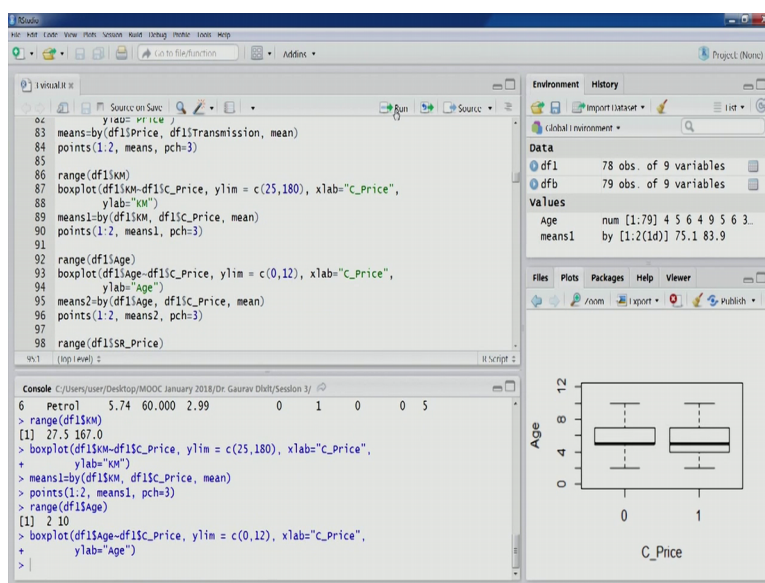 RStudio
File Edit Code View Plots Session Build Debug Profile Tools Help
Go to file/function Addins Project: (None)
1 visual.R
Source on Save Run Source
82 ylab="Price")
83 means=by(df1$Price, df1$Transmission, mean)
84 points(1:2, means, pch=3)
85
86 range(df1$KM)
87 boxplot(df1$KM~df1$C_Price, ylim = c(25,180), xlab="C_Price",
88 ylab="KM")
89 means1=by(df1$KM, df1$C_Price, mean)
90 points(1:2, means1, pch=3)
91
92 range(df1$Age)
93 boxplot(df1$Age~df1$C_Price, ylim = c(0,12), xlab="C_Price",
94 ylab="Age")
95 means2=by(df1$Age, df1$C_Price, mean)
96 points(1:2, means2, pch=3)
97
98 range(df1$SR_Price)
95:1 (Top Level) R Script
Console C:/Users/user/Desktop/MOOC January 2018/Dr. Gaurav Dixit/Session 3/
6 Petrol 5.74 60.000 2.99 0 1 0 0 5
> range(df1$KM)
[1] 27.5 167.0
> boxplot(df1$KM~df1$C_Price, ylim = c(25,180), xlab="C_Price",
+ ylab="KM")
> means1=by(df1$KM, df1$C_Price, mean)
> points(1:2, means1, pch=3)
> range(df1$Age)
[1] 2 10
> boxplot(df1$Age~df1$C_Price, ylim = c(0,12), xlab="C_Price",
+ ylab="Age")
>
Environment History
Import Dataset List
Global Environment
Data
df1 78 obs. of 9 variables
dfb 79 obs. of 9 variables
Values
Age num [1:79] 4 5 6 4 9 5 6 3…
means1 by [1:2(1d)] 75.1 83.9
Files Plots Packages Help Viewer
Zoom Export Publish
12
8
4
0
Age
0 1
C_Price